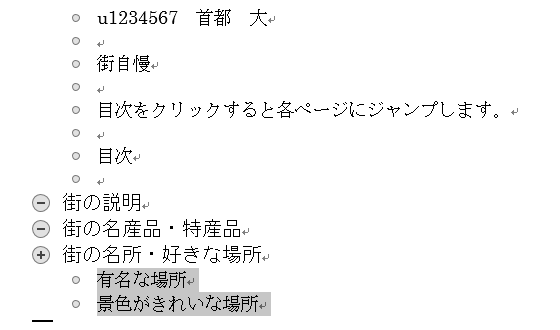 u1234567　首都　大
街自慢
目次をクリックすると各ページにジャンプします。
目次
街の説明
街の名産品・特産品
街の名所・好きな場所
有名な場所
景色がきれいな場所